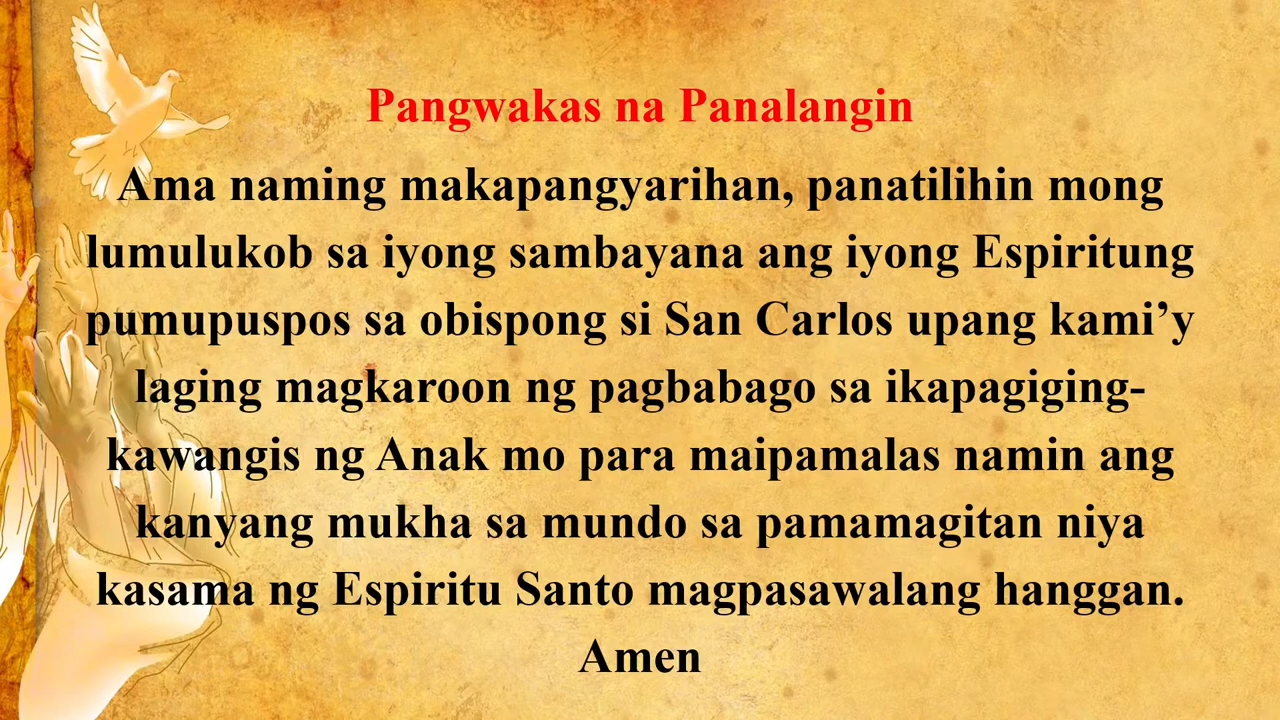 Pangwakas na Panalangin
Ama naming makapangyarihan, panatilihin mong
lumulukob sa iyong sambayana ang iyong Espiritung
pumupuspos sa obispong si San Carlos upang kami’y
laging magkaroon ng pagbabago sa ikapagiging-
kawangis ng Anak mo para maipamalas namin ang
kanyang mukha sa mundo sa pamamagitan niya
kasama ng Espiritu Santo magpasawalang hanggan.
Amen